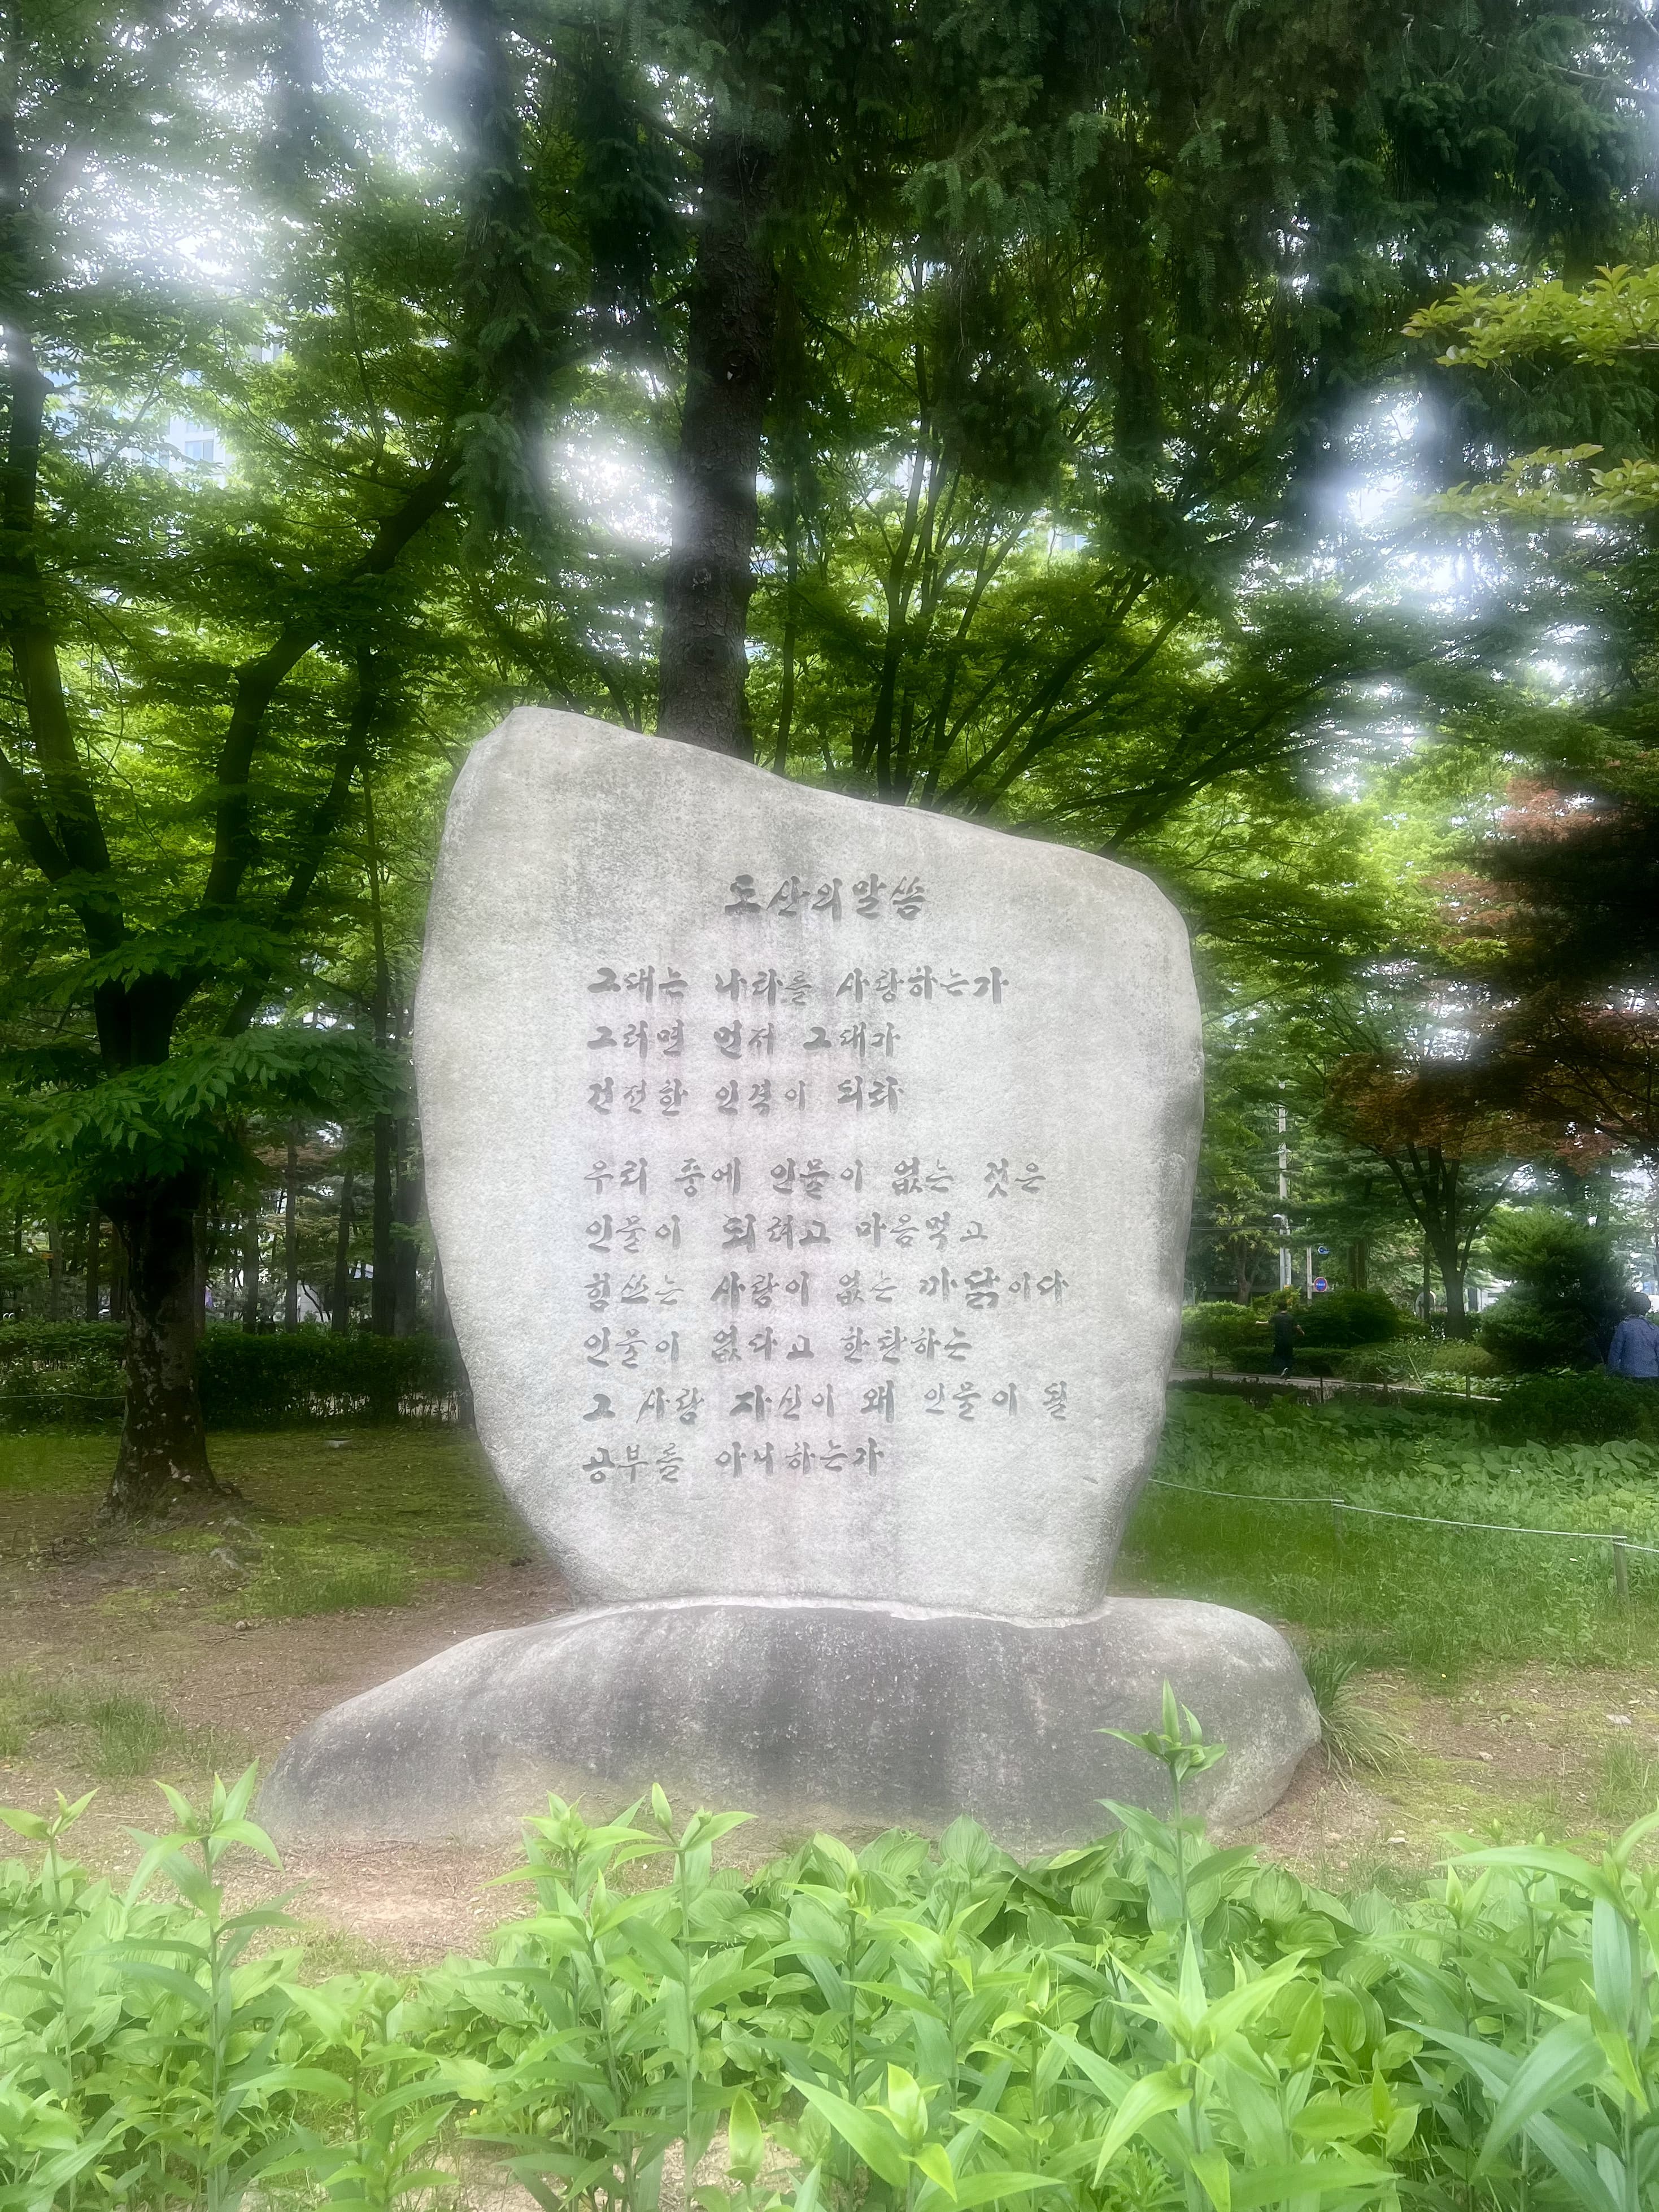 도산의말씀
그대는 나라를 사랑하는가
그러면 먼저 그대가
건전한 인격이 되라
우리 중에 인물이 없는 것은
인물이 되려고 마음먹고
힘쓰는 사람이 없는 까닭이다
인물이 없다고 한탄하는
그 사람 자신이 왜 인물이 될
공부를 아니하는가